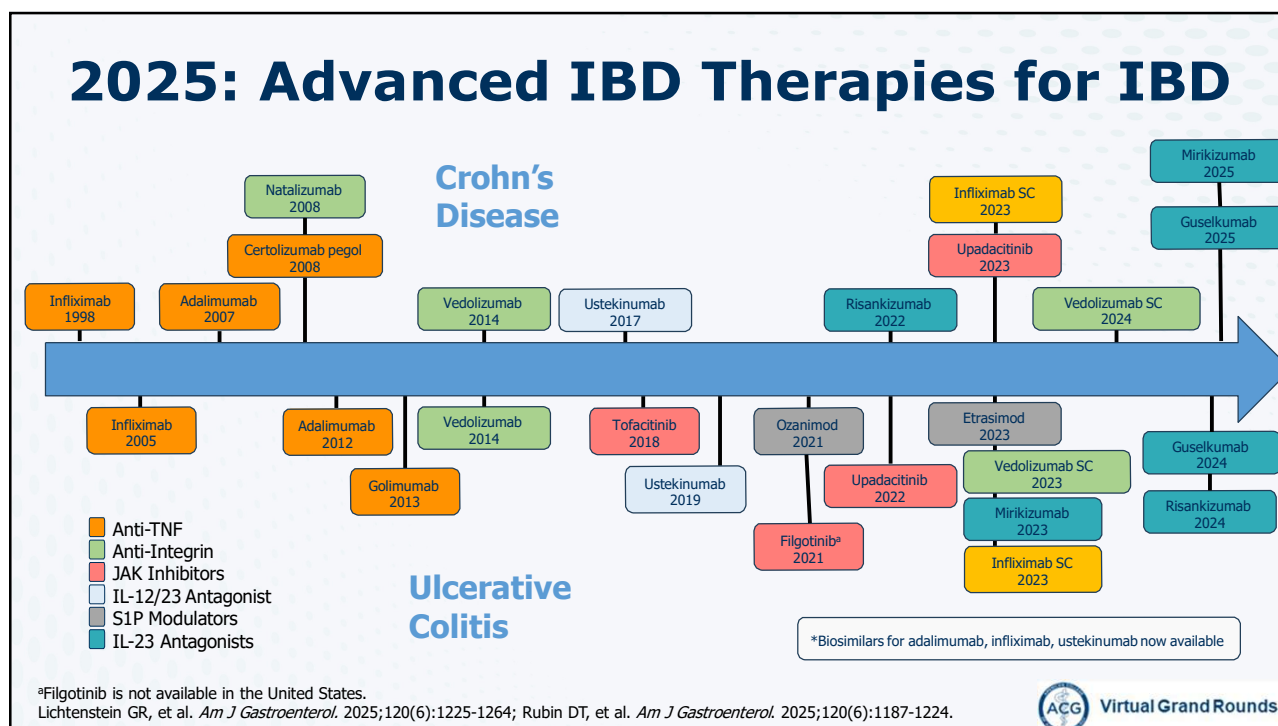 2025: Advanced IBD Therapies for IBD
Crohn's
Disease
Mirikizumab
2025
Natalizumab
2008
Infliximab SC
2023
Guselkumab
2025
Certolizumab pegol
2008
Upadacitinib
2023
Infliximab
1998
Adalimumab
2007
Vedolizumab
2014
Ustekinumab
2017
Risankizumab
2022
Vedolizumab SC
2024
Infliximab
2005
Adalimumab
2012
Vedolizumab
2014
Tofacitinib
2018
Ozanimod
2021
Etrasimod
2023
Guselkumab
2024
Golimumab
2013
Ustekinumab
2019
Upadacitinib
2022
Vedolizumab SC
2023
Risankizumab
2024
Mirikizumab
2023
Filgotinibᵃ
2021
Infliximab SC
2023
Anti-TNF
Anti-Integrin
JAK Inhibitors
IL-12/23 Antagonist
S1P Modulators
IL-23 Antagonists
Ulcerative
Colitis
*Biosimilars for adalimumab, infliximab, ustekinumab now available
ᵃFilgotinib is not available in the United States.
Lichtenstein GR, et al. Am J Gastroenterol. 2025;120(6):1225-1264; Rubin DT, et al. Am J Gastroenterol. 2025;120(6):1187-1224.
ACG
Virtual Grand Rounds